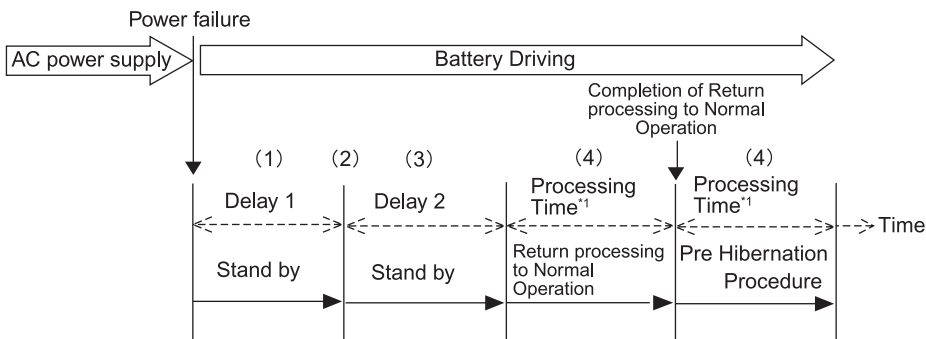 Power failure
AC power supply
Battery Driving
Completion of Return
processing to Normal
Operation
(1)
(2)
(3)
(4)
(4)
Delay 1
Delay 2
Processing
Time*1
Processing
Time*1
Time
Stand by
Stand by
Return processing
to Normal
Operation
Pre Hibernation
Procedure